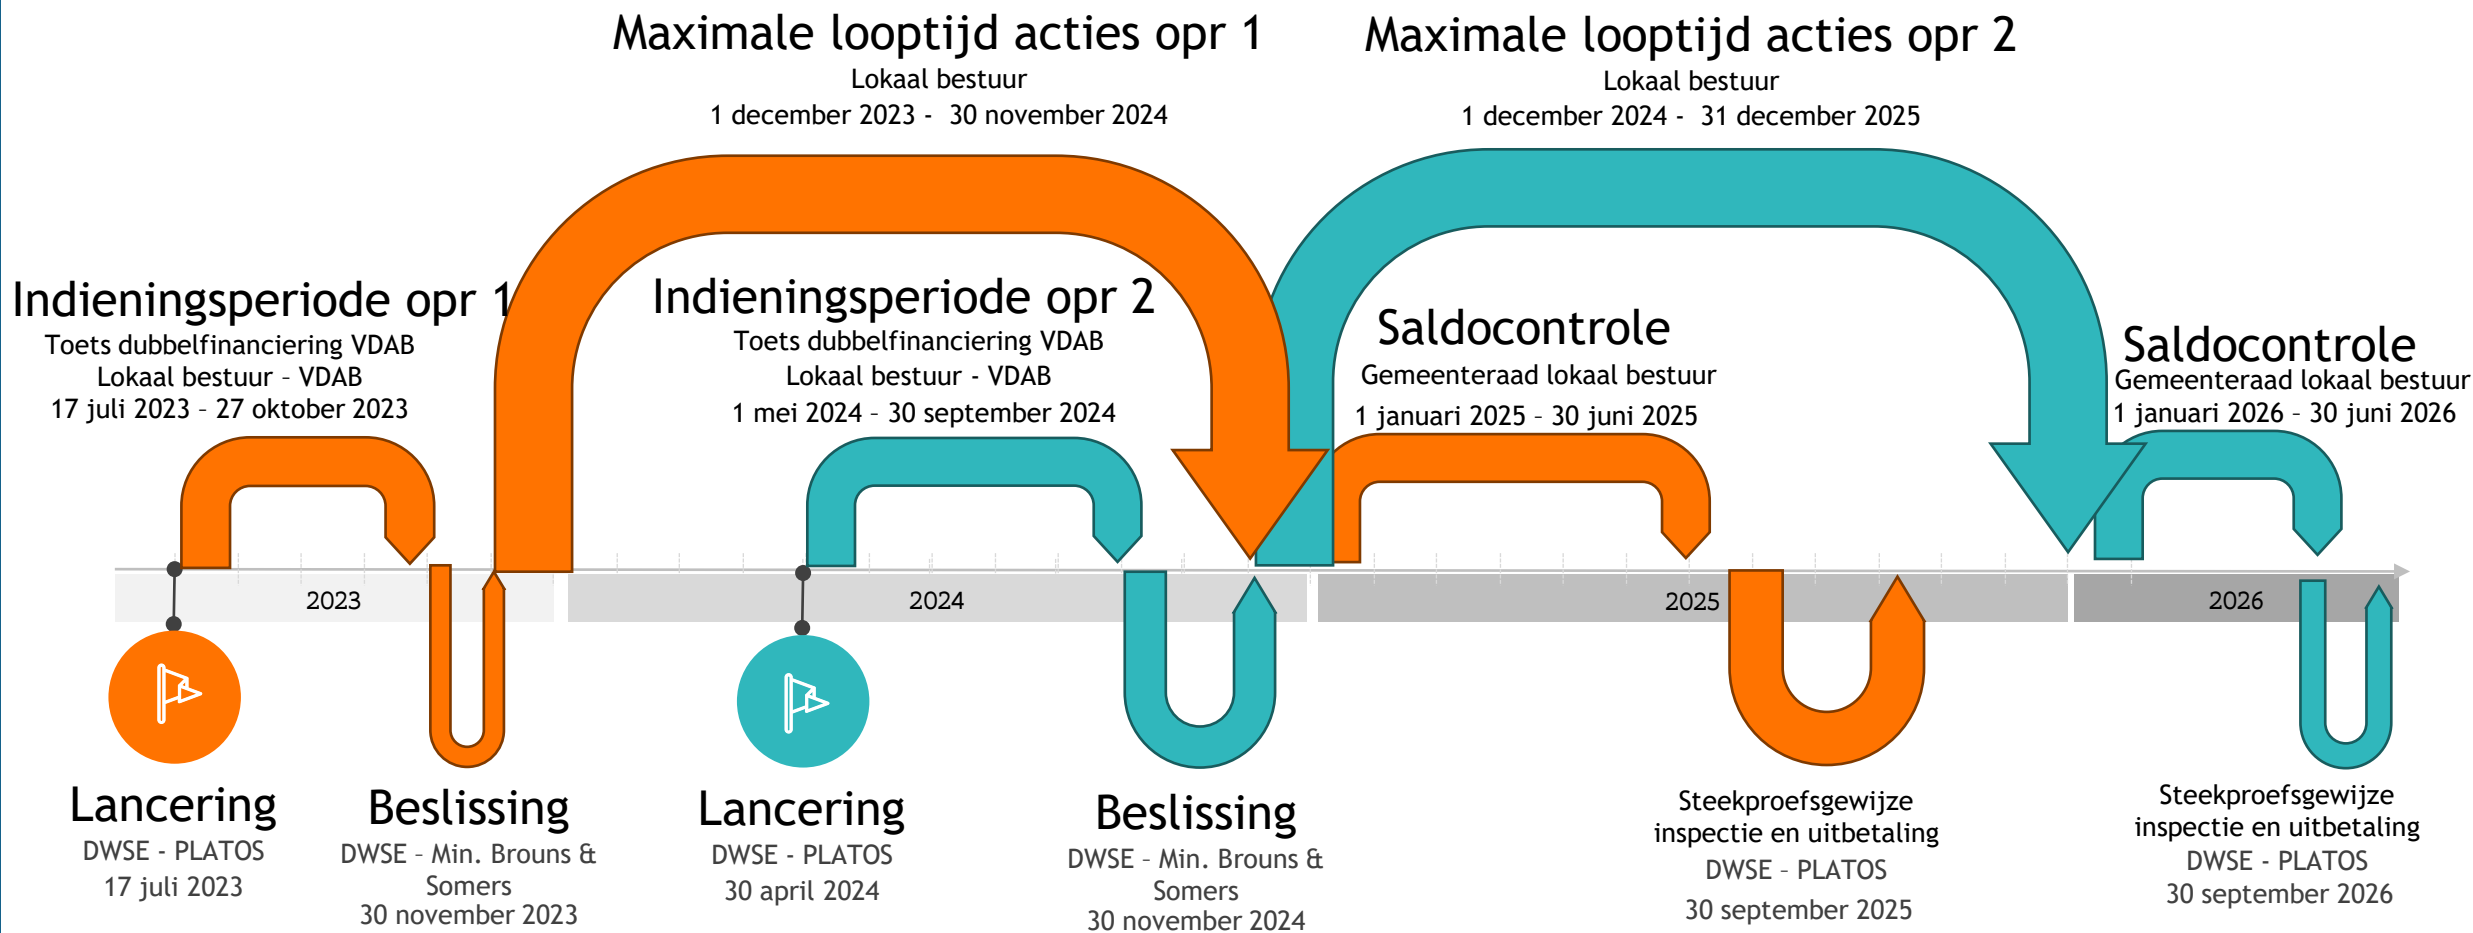 Maximale looptijd acties opr 1
Lokaal bestuur
1 december 2023 - 30 november 2024
Maximale looptijd acties opr 2
Lokaal bestuur
1 december 2024 - 31 december 2025
Indieningsperiode opr 1
Toets dubbelfinanciering VDAB
Lokaal bestuur – VDAB
17 juli 2023 – 27 oktober 2023
Indieningsperiode opr 2
Toets dubbelfinanciering VDAB
Lokaal bestuur - VDAB
1 mei 2024 – 30 september 2024
Saldocontrole
Gemeenteraad lokaal bestuur
1 januari 2025 – 30 juni 2025
Saldocontrole
Gemeenteraad lokaal bestuur
1 januari 2026 – 30 juni 2026
2023
2024
2025
2026
Lancering
DWSE - PLATOS
17 juli 2023
Beslissing
DWSE – Min. Brouns &
Somers
30 november 2023
Lancering
DWSE - PLATOS
30 april 2024
Beslissing
DWSE – Min. Brouns &
Somers
30 november 2024
Steekproefsgewijze
inspectie en uitbetaling
DWSE – PLATOS
30 september 2025
Steekproefsgewijze
inspectie en uitbetaling
DWSE - PLATOS
30 september 2026